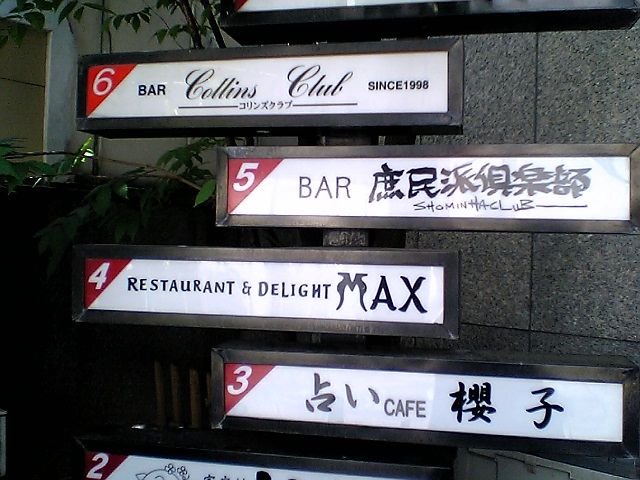 6 BAR Collins Club SINCE1998
コリンズクラブ
5 BAR 庶民派倶楽部
SHOMINHA-CLUB
4 RESTAURANT & DELIGHT MAX
3 占い CAFE 櫻子
2